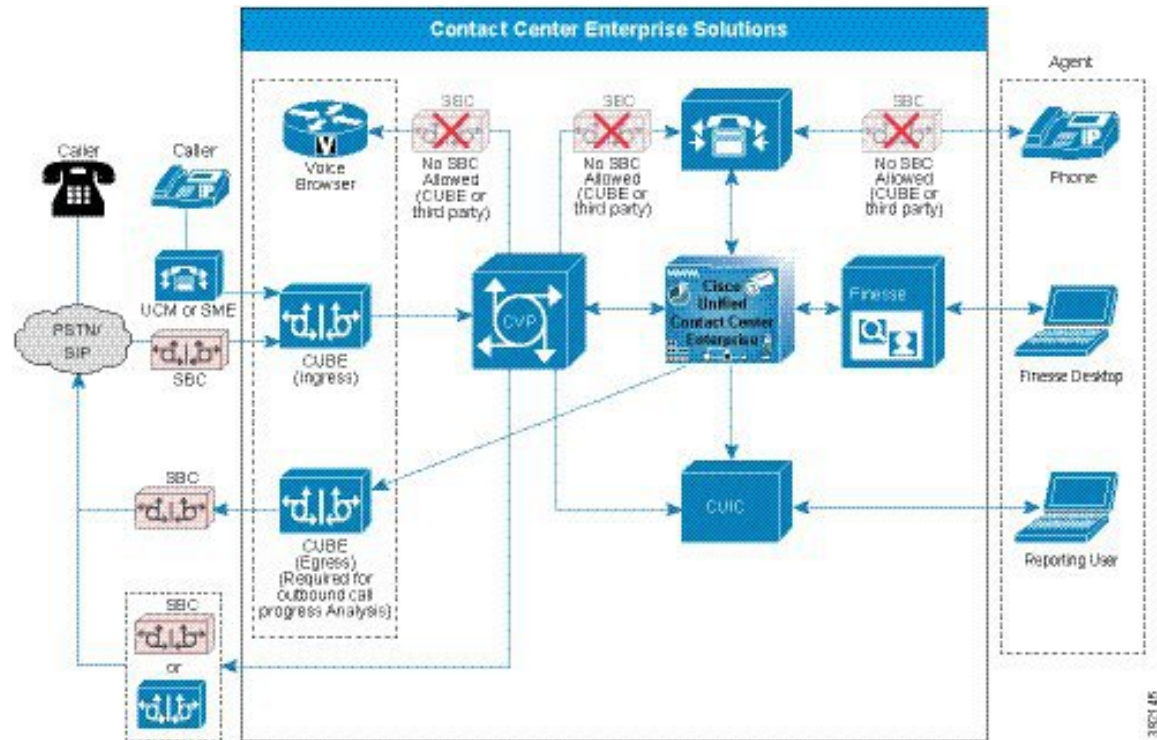 Contact Center Enterprise Solutions
Agent
SBC
SBC
SBC
Caller
Caller
IP
V
Voice
Browser
No SBC
Allowed
(CUBE or
third party)
No SBC
Allowed
(CUBE or
third party)
No SBC
Allowed
(CUBE or
third party)
IP
Phone
UCM or SME
PSTN/
SIP
SBC
CUBE
(Ingress)
CVP
Cisco
Unified
Contact Center
Enterprise
Finesse
Finesse Desktop
SBC
CUBE
(Egress)
(Required for
outbound call
progress Analysis)
CUIC
Reporting User
SBC
or